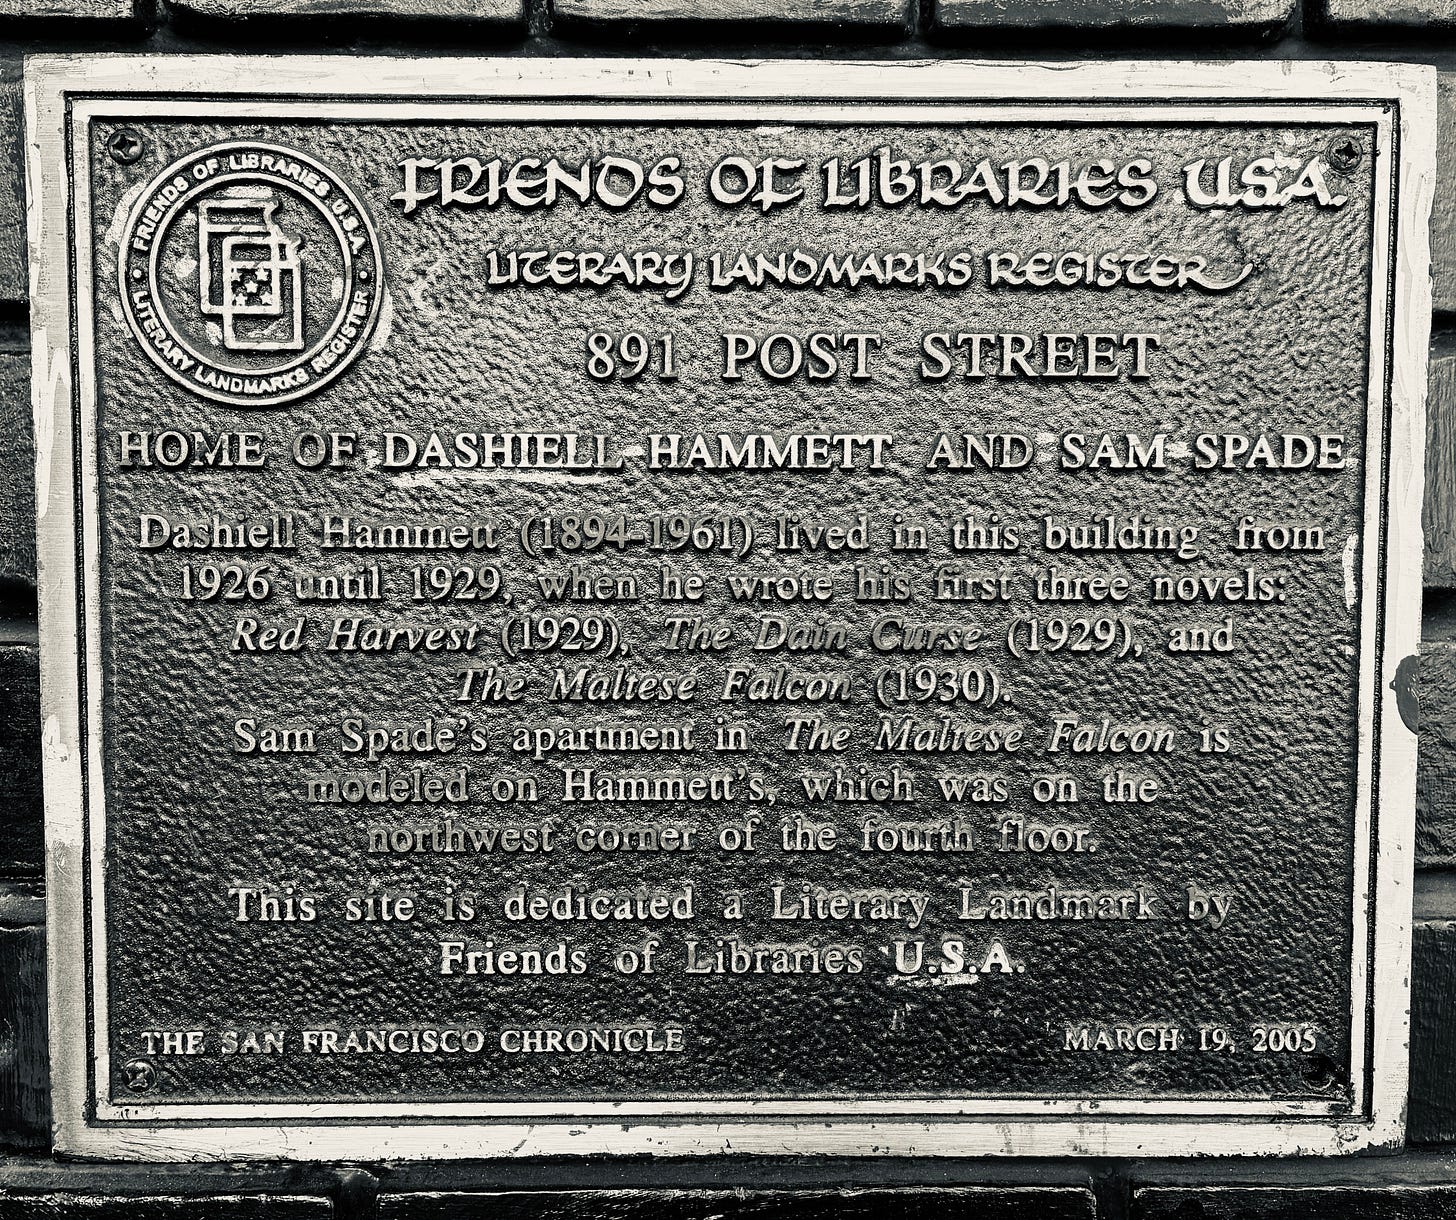 FRIENDS OF LIBRARIES U.S.A.
LITERARY LANDMARKS REGISTER
FRIENDS OF LIBRARIES U.S.A.
LITERARY LANDMARKS REGISTER
891 POST STREET
HOME OF DASHIELL HAMMETT AND SAM SPADE
Dashiell Hammett (1894-1961) lived in this building from
1926 until 1929, when he wrote his first three novels:
Red Harvest (1929), The Dain Curse (1929), and
The Maltese Falcon (1930).
Sam Spade's apartment in The Maltese Falcon is
modeled on Hammett's, which was on the
northwest corner of the fourth floor.
This site is dedicated a Literary Landmark by
Friends of Libraries U.S.A.
THE SAN FRANCISCO CHRONICLE
MARCH 19, 2005